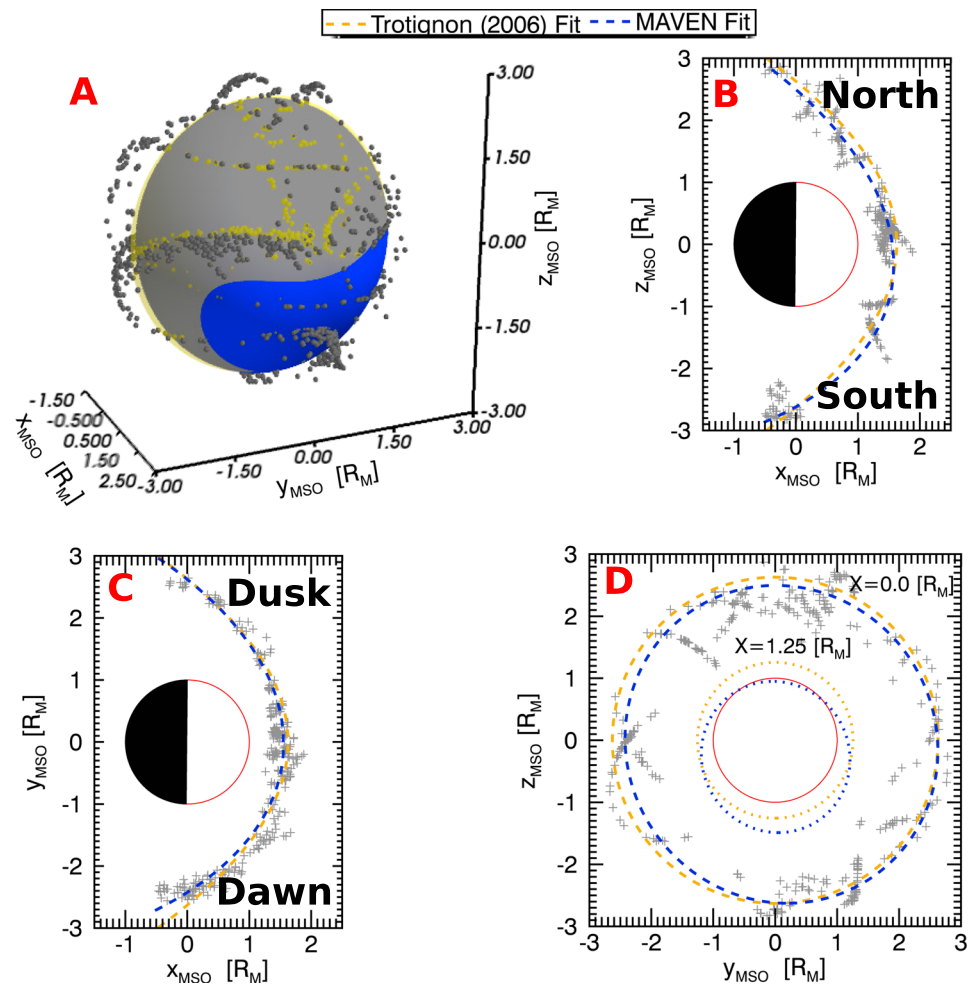 Trotignon (2006) Fit MAVEN Fit
A
3.00
1.50
0.00
-1.50
-3.00
z_MSO [R_M]
-1.50
-0.500
0.500
1.50
2.50
x_MSO [R_M]
-3.00
-1.50
0.00
1.50
3.00
y_MSO [R_M]
B
North
South
3
2
1
0
-1
-2
-3
z_MSO [R_M]
-1 0 1 2
x_MSO [R_M]
C
Dusk
Dawn
3
2
1
0
-1
-2
-3
y_MSO [R_M]
-1 0 1 2
x_MSO [R_M]
D
X=0.0 [R_M]
X=1.25 [R_M]
3
2
1
0
-1
-2
-3
z_MSO [R_M]
-3 -2 -1 0 1 2 3
y_MSO [R_M]